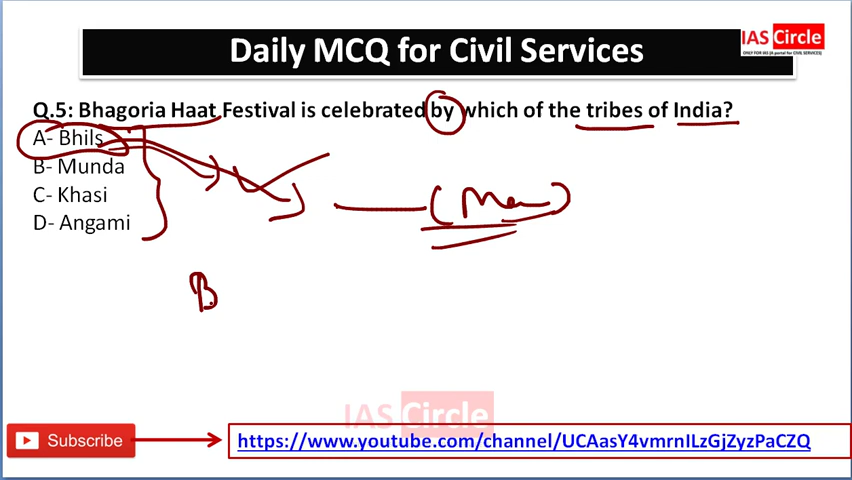 Daily MCQ for Civil Services
IAS Circle
ONLY FOR IAS (A portal for CIVIL SERVICES)
Q.5: Bhagoria Haat Festival is celebrated by which of the tribes of India?
A- Bhils
B- Munda
C- Khasi
D- Angami
B
IAS Circle
Subscribe
https://www.youtube.com/channel/UCAasY4vmrnILzGjZyzPaCZQ